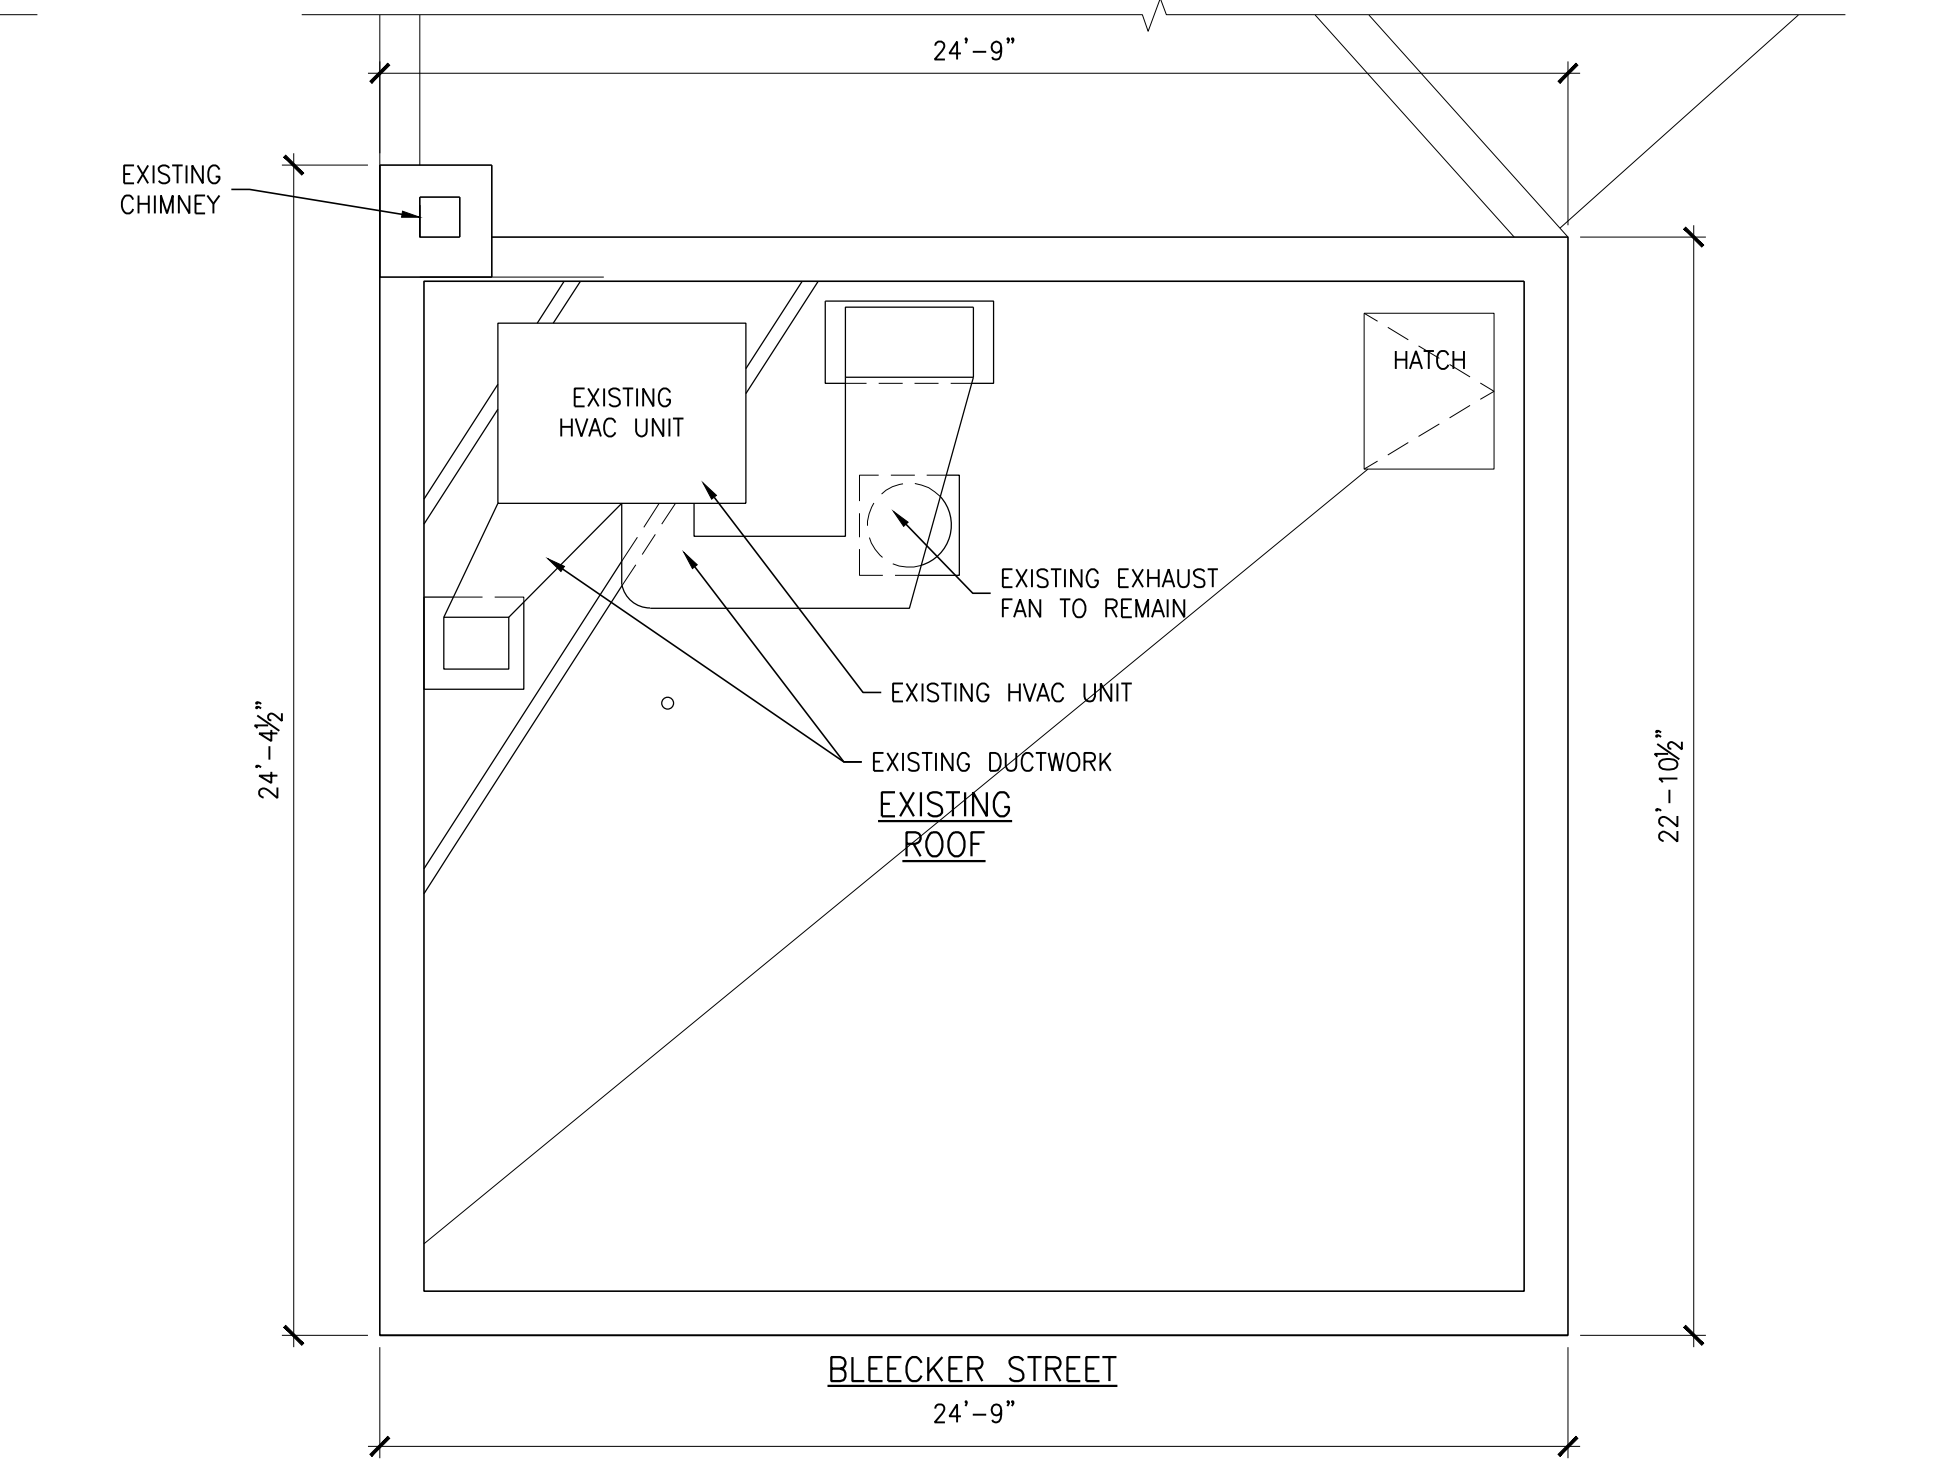 24'-9"
EXISTING
CHIMNEY
HATCH
EXISTING
HVAC UNIT
EXISTING EXHAUST
FAN TO REMAIN
EXISTING HVAC UNIT
24'-4½"
22'-10½"
EXISTING DUCTWORK
EXISTING
ROOF
BLEECKER STREET
24'-9"